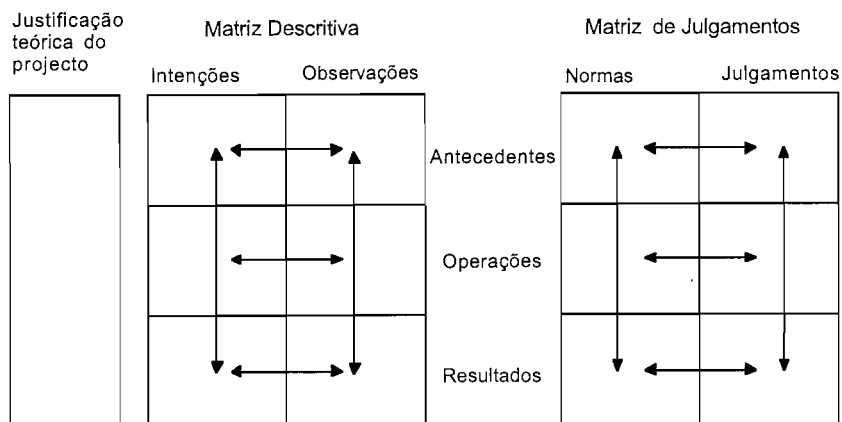 Justificação
teórica do
projecto
Matriz Descritiva
Matriz de Julgamentos
Intenções
Observações
Normas
Julgamentos
Antecedentes
Operações
Resultados